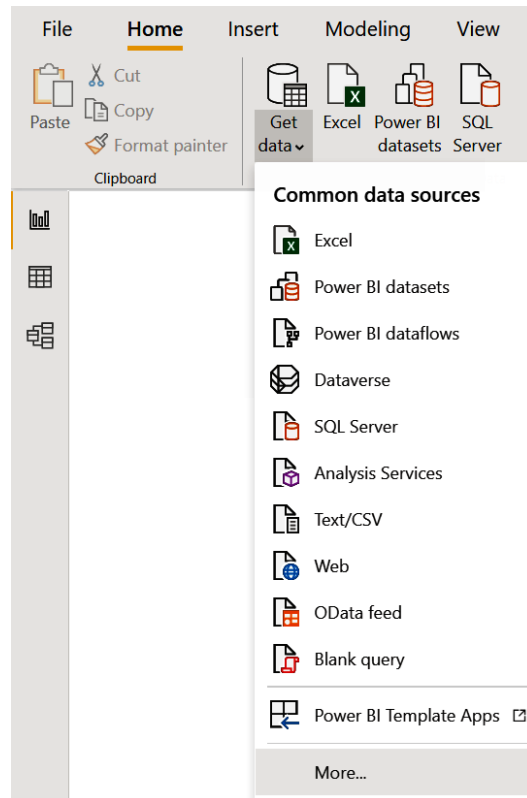 File Home Insert Modeling View
Cut
Copy
Format painter
Paste
Clipboard
Get data
Excel
Power BI datasets
SQL Server
Common data sources
Excel
Power BI datasets
Power BI dataflows
Dataverse
SQL Server
Analysis Services
Text/CSV
Web
OData feed
Blank query
Power BI Template Apps
More...